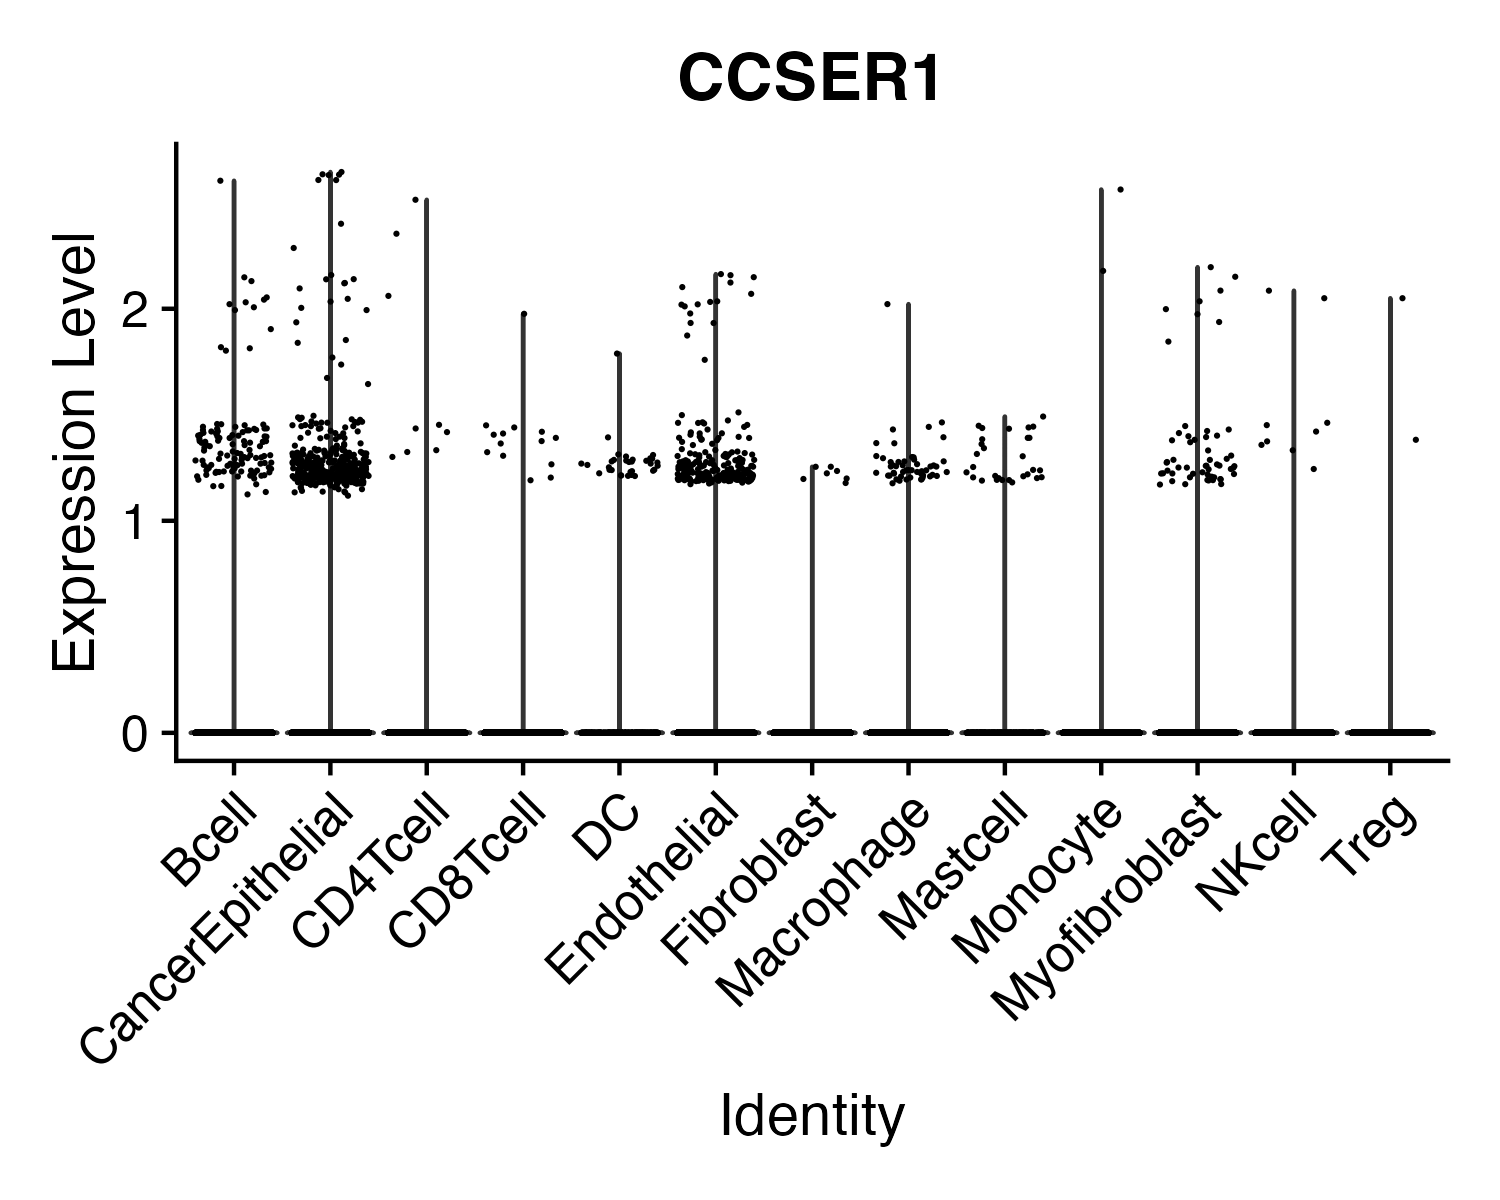 CCSER1
Expression Level
2
1
0
Bcell
CancerEpithelial
CD4Tcell
CD8Tcell
DC
Endothelial
Fibroblast
Macrophage
Mastcell
Monocyte
Myofibroblast
NKcell
Treg
Identity